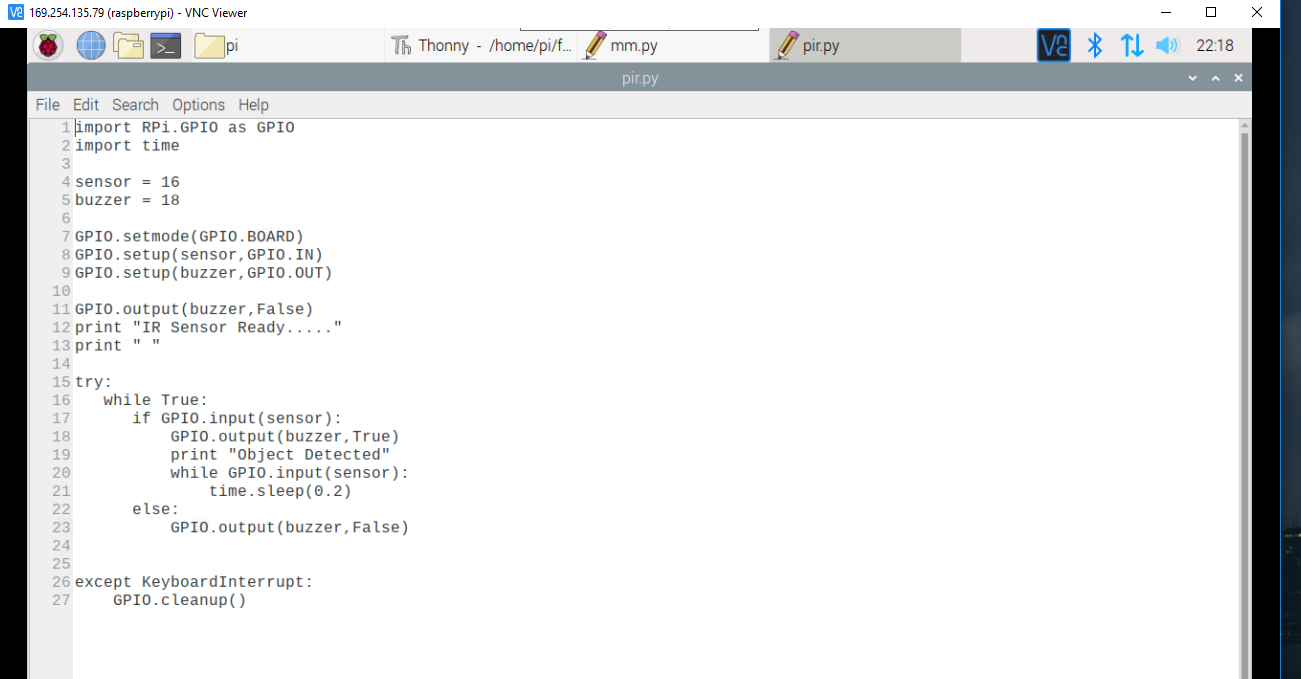 169.254.135.79 (raspberrypi) - VNC Viewer
pi
Thonny - /home/pi/f...
mm.py
pir.py
22:18
pir.py
File Edit Search Options Help
1 import RPi.GPIO as GPIO
2 import time
3
4 sensor = 16
5 buzzer = 18
6
7 GPIO.setmode(GPIO.BOARD)
8 GPIO.setup(sensor,GPIO.IN)
9 GPIO.setup(buzzer,GPIO.OUT)
10
11 GPIO.output(buzzer,False)
12 print "IR Sensor Ready....."
13 print " "
14
15 try:
16    while True:
17       if GPIO.input(sensor):
18           GPIO.output(buzzer,True)
19           print "Object Detected"
20           while GPIO.input(sensor):
21               time.sleep(0.2)
22       else:
23           GPIO.output(buzzer,False)
24
25
26 except KeyboardInterrupt:
27     GPIO.cleanup()